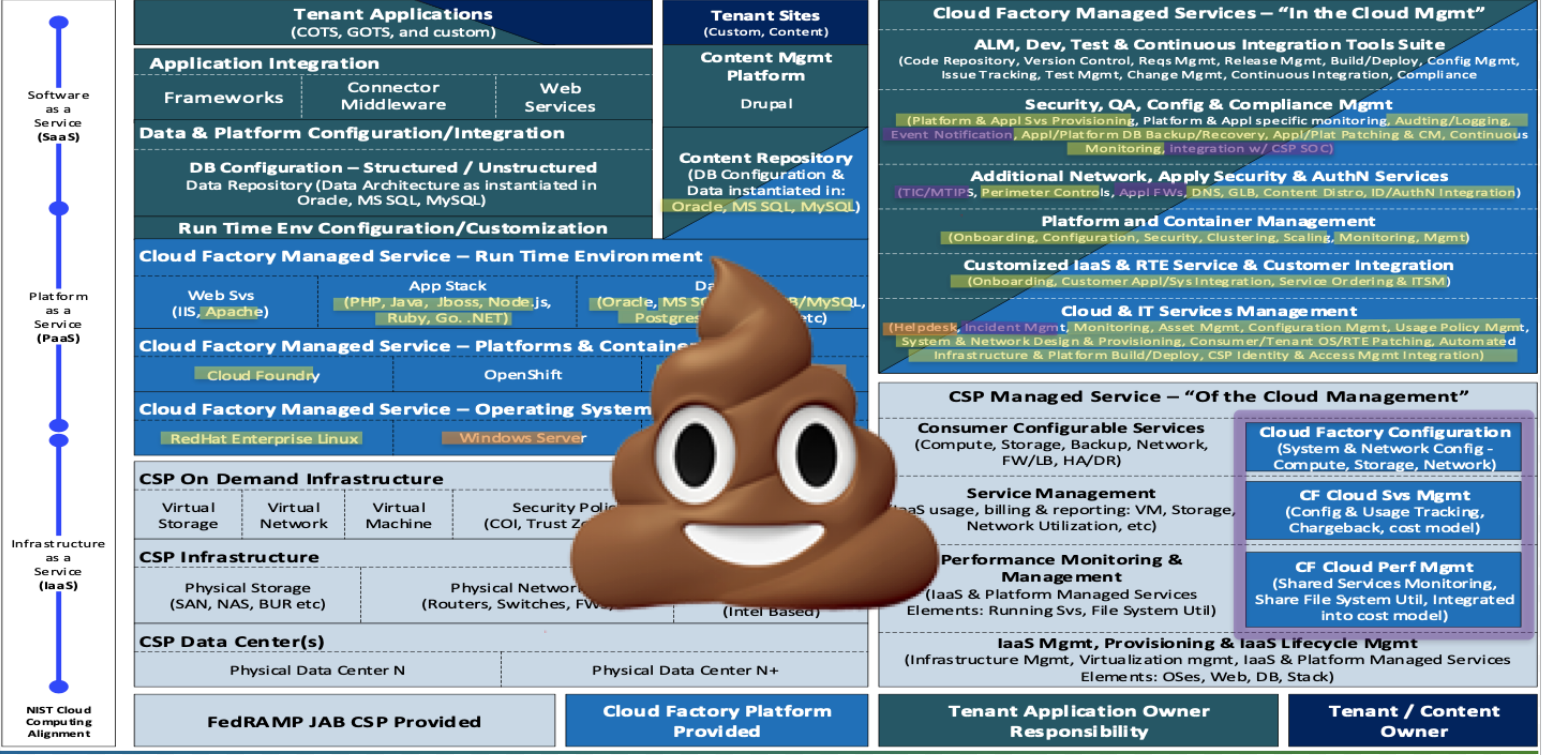 Software
as a
Service
(SaaS)
Platform
as a
Service
(PaaS)
Infrastructure
as a
Service
(IaaS)
NIST Cloud
Computing
Alignment
Tenant Applications
(COTS, GOTS, and custom)
Application Integration
Frameworks
Connector
Middleware
Web
Services
Data & Platform Configuration/Integration
DB Configuration – Structured / Unstructured
Data Repository (Data Architecture as instantiated in
Oracle, MS SQL, MySQL)
Run Time Env Configuration/Customization
Tenant Sites
(Custom, Content)
Content Mgmt
Platform
Drupal
Content Repository
(DB Configuration &
Data instantiated in:
Oracle, MS SQL, MySQL)
Cloud Factory Managed Service – Run Time Environment
Web Svs
(IIS, Apache)
App Stack
(PHP, Java, Jboss, Node.js,
Ruby, Go. .NET)
(Oracle, MS B/MySQL,
etc)
Cloud Factory Managed Service – Platforms &
Cloud Foundry
OpenShift
Cloud Factory Managed Service – Operating System
RedHat Enterprise Linux
Windows Server
CSP On Demand Infrastructure
Virtual
Storage
Virtual
Network
Virtual
Machine
Security
(COI, Trust
CSP Infrastructure
Physical Storage
(SAN, NAS, BUR etc)
Physical
(Routers, Switches,
(Intel Based)
CSP Data Center(s)
Physical Data Center N
Physical Data Center N+
Cloud Factory Managed Services – “In the Cloud Mgmt”
ALM, Dev, Test & Continuous Integration Tools Suite
(Code Repository, Version Control, Reqs Mgmt, Release Mgmt, Build/Deploy, Config Mgmt,
Issue Tracking, Test Mgmt, Change Mgmt, Continuous Integration, Compliance
Security, QA, Config & Compliance Mgmt
(Platform & Appl Svs Provisioning, Platform & Appl specific monitoring, Audting/Logging,
Event Notification, Appl/Platform DB Backup/Recovery, Appl/Plat Patching & CM, Continuous
Monitoring, Integration w/ CSP SOC)
Additional Network, Apply Security & AuthN Services
(TIC/MTIPS, Perimeter Controls, Appl FWs, DNS, GLB, Content Distro, ID/AuthN Integration)
Platform and Container Management
(Onboarding, Configuration, Security, Clustering, Scaling, Monitoring, Mgmt)
Customized IaaS & RTE Service & Customer Integration
(Onboarding, Customer Appl/Sys Integration, Service Ordering & ITSM)
Cloud & IT Services Management
(Helpdesk, Incident Mgmt, Monitoring, Asset Mgmt, Configuration Mgmt, Usage Policy Mgmt,
System & Network Design & Provisioning, Consumer/Tenant OS/RTE Patching, Automated
Infrastructure & Platform Build/Deploy, CSP Identity & Access Mgmt Integration)
CSP Managed Service – “Of the Cloud Management”
Consumer Configurable Services
(Compute, Storage, Backup, Network,
FW/LB, HA/DR)
Cloud Factory Configuration
(System & Network Config -
Compute, Storage, Network)
Service Management
usage, billing & reporting: VM, Storage,
Network Utilization, etc)
CF Cloud Svs Mgmt
(Config & Usage Tracking,
Chargeback, cost model)
Performance Monitoring &
Management
(IaaS & Platform Managed Services
Elements: Running Svs, File System Util)
CF Cloud Perf Mgmt
(Shared Services Monitoring,
Share File System Util, Integrated
into cost model)
IaaS Mgmt, Provisioning & IaaS Lifecycle Mgmt
(Infrastructure Mgmt, Virtualization mgmt, IaaS & Platform Managed Services
Elements: OSes, Web, DB, Stack)
FedRAMP JAB CSP Provided
Cloud Factory Platform
Provided
Tenant Application Owner
Responsibility
Tenant / Content
Owner